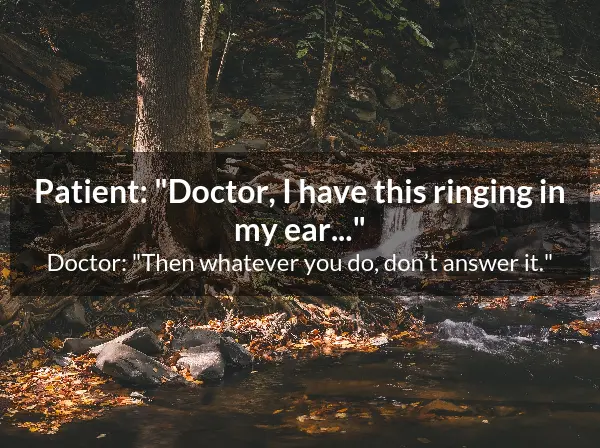 Patient: "Doctor, I have this ringing in
my ear..."
Doctor: "Then whatever you do, don’t answer it."